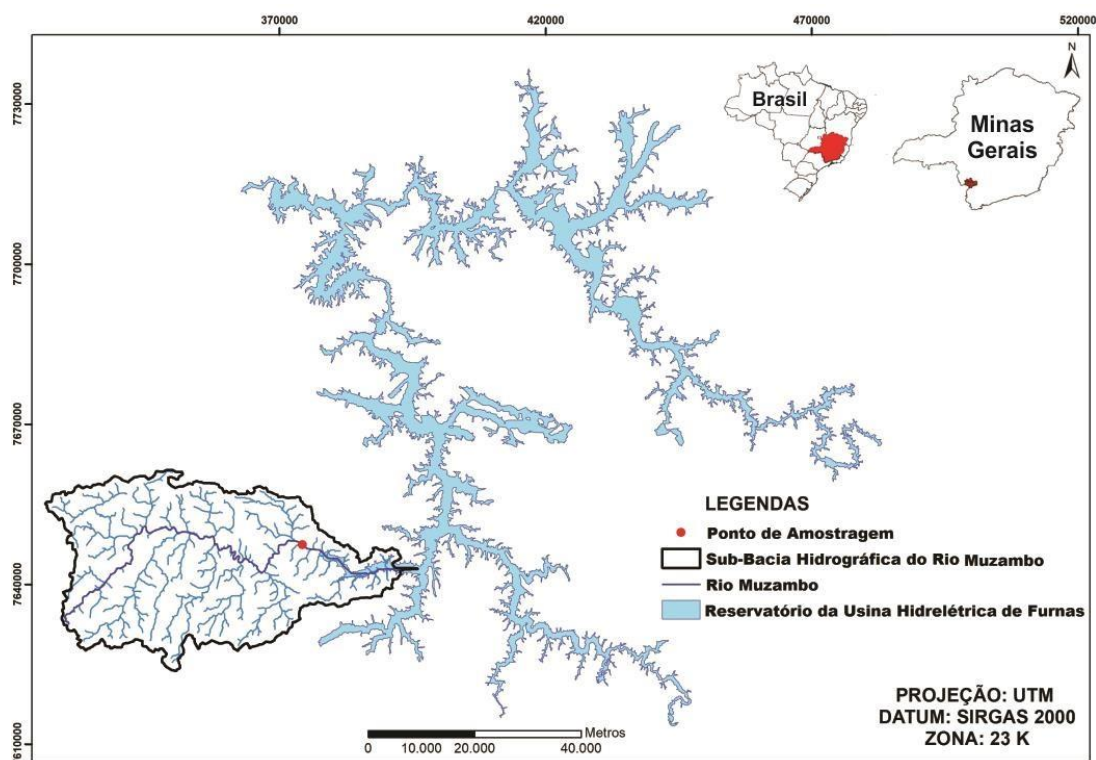 370000 420000 470000 520000
N
7730000
7700000
7670000
7640000
7610000
Brasil
Minas
Gerais
LEGENDAS
Ponto de Amostragem
Sub-Bacia Hidrográfica do Rio Muzambo
Rio Muzambo
Reservatório da Usina Hidrelétrica de Furnas
Metros
0 10.000 20.000 40.000
PROJEÇÃO: UTM
DATUM: SIRGAS 2000
ZONA: 23 K